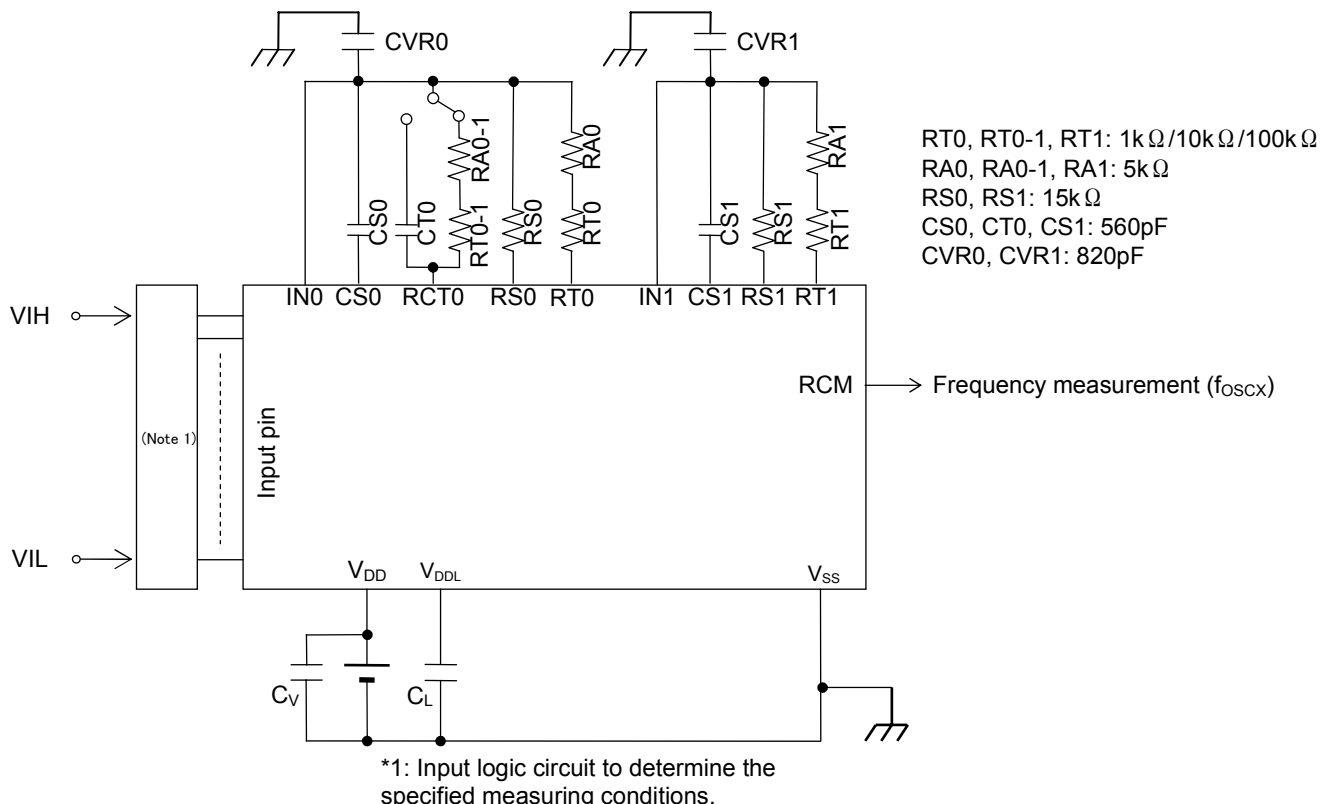 CVR0
CVR1
RA0-1
RA0
RA1
CS0
CT0
RT0-1
RS0
RT0
CS1
RS1
RT1
RT0, RT0-1, RT1: 1kΩ/10kΩ/100kΩ
RA0, RA0-1, RA1: 5kΩ
RS0, RS1: 15kΩ
CS0, CT0, CS1: 560pF
CVR0, CVR1: 820pF
IN0 CS0 RCT0 RS0 RT0 IN1 CS1 RS1 RT1
VIH
RCM
Frequency measurement (fOSCX)
(Note 1)
Input pin
VIL
VDD
VDDL
VSS
CV
CL
*1: Input logic circuit to determine the
specified measuring conditions.